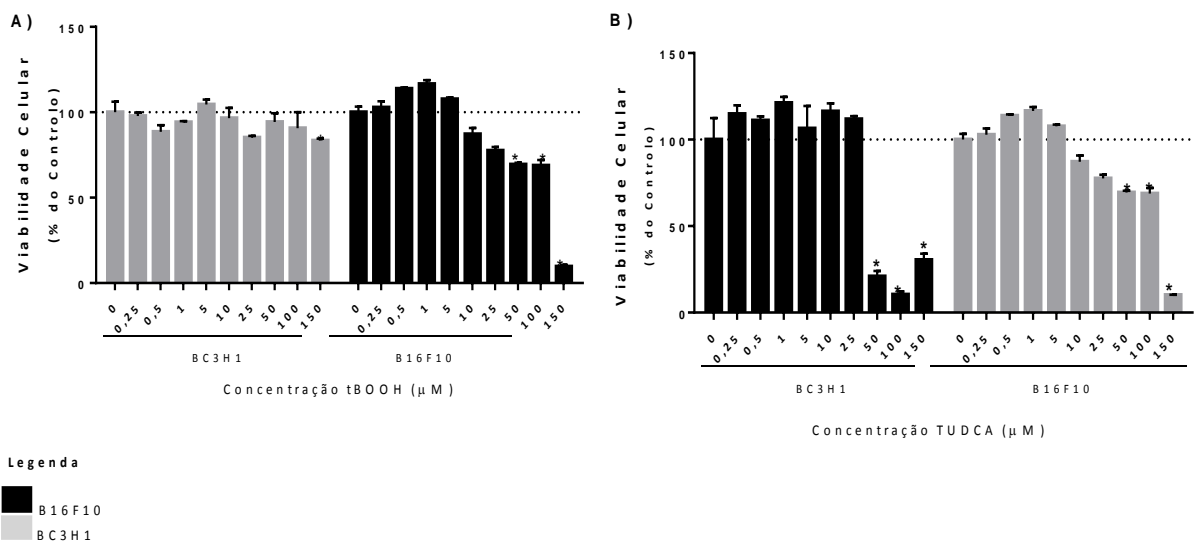 A)
Viabilidade Celular
(% do Controlo)
150
100
50
0
0 0,25 0,5 1 5 10 25 50 100 150 0 0,25 0,5 1 5 10 25 50 100 150
* * * *
BC3H1 B16F10
Concentração tBOOH (μM)
B)
Viabilidade Celular
(% do Controlo)
150
100
50
0
0 0,25 0,5 1 5 10 25 50 100 150 0 0,25 0,5 1 5 10 25 50 100 150
* * * * * *
BC3H1 B16F10
Concentração TUDCA (μM)
Legenda
B16F10
BC3H1